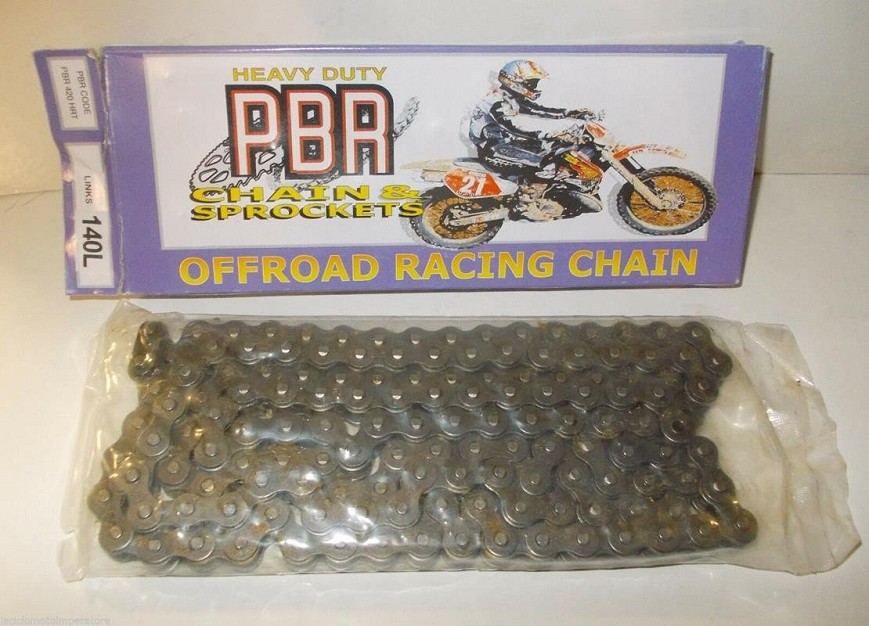 PBR CODE
PBR 420 HRT
LINKS 140L
HEAVY DUTY
PBR
CHAIN &
SPROCKETS
21
OFFROAD RACING CHAIN